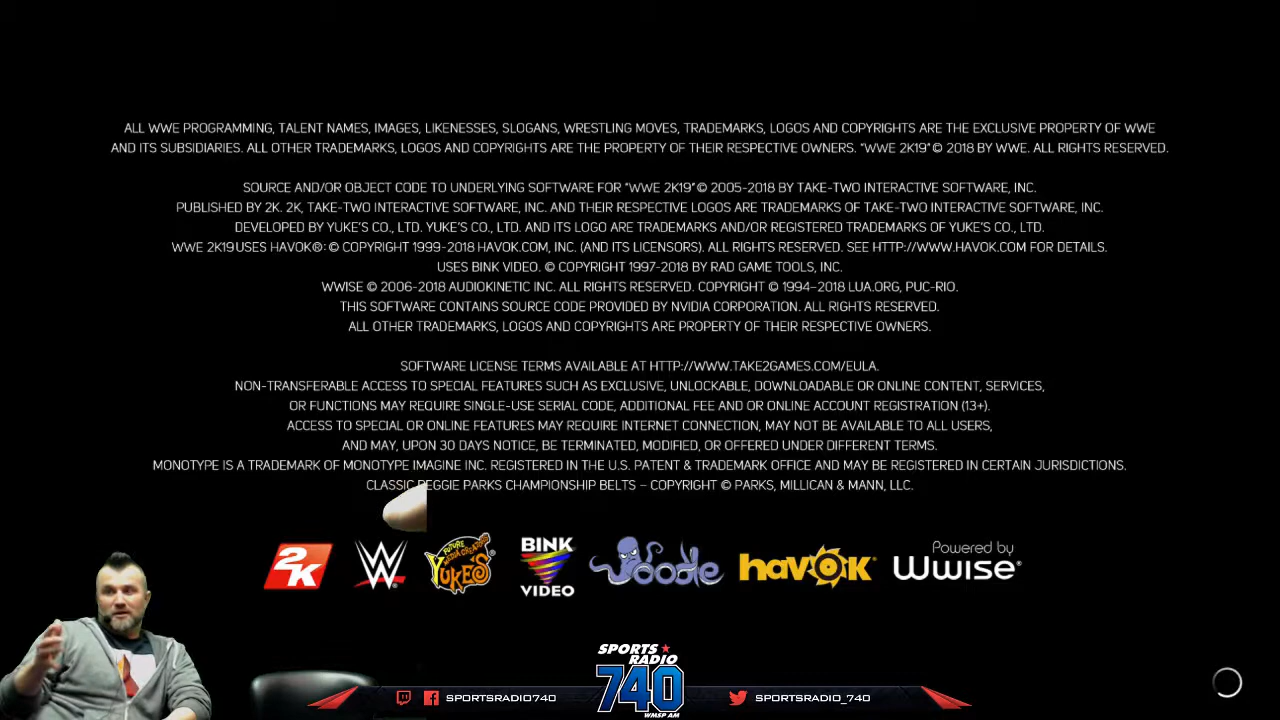 ALL WWE PROGRAMMING, TALENT NAMES, IMAGES, LIKENESSES, SLOGANS, WRESTLING MOVES, TRADEMARKS, LOGOS AND COPYRIGHTS ARE THE EXCLUSIVE PROPERTY OF WWE
AND ITS SUBSIDIARIES. ALL OTHER TRADEMARKS, LOGOS AND COPYRIGHTS ARE THE PROPERTY OF THEIR RESPECTIVE OWNERS. “WWE 2K19” © 2018 BY WWE. ALL RIGHTS RESERVED.
SOURCE AND/OR OBJECT CODE TO UNDERLYING SOFTWARE FOR “WWE 2K19” © 2005-2018 BY TAKE-TWO INTERACTIVE SOFTWARE, INC.
PUBLISHED BY 2K. 2K, TAKE-TWO INTERACTIVE SOFTWARE, INC. AND THEIR RESPECTIVE LOGOS ARE TRADEMARKS OF TAKE-TWO INTERACTIVE SOFTWARE, INC.
DEVELOPED BY YUKE'S CO., LTD. YUKE'S CO., LTD. AND ITS LOGO ARE TRADEMARKS AND/OR REGISTERED TRADEMARKS OF YUKE'S CO., LTD.
WWE 2K19 USES HAVOK®: © COPYRIGHT 1999-2018 HAVOK.COM, INC. (AND ITS LICENSORS). ALL RIGHTS RESERVED. SEE HTTP://WWW.HAVOK.COM FOR DETAILS.
USES BINK VIDEO. © COPYRIGHT 1997-2018 BY RAD GAME TOOLS, INC.
WWISE © 2006-2018 AUDIOKINETIC INC. ALL RIGHTS RESERVED. COPYRIGHT © 1994–2018 LUA.ORG, PUC-RIO.
THIS SOFTWARE CONTAINS SOURCE CODE PROVIDED BY NVIDIA CORPORATION. ALL RIGHTS RESERVED.
ALL OTHER TRADEMARKS, LOGOS AND COPYRIGHTS ARE PROPERTY OF THEIR RESPECTIVE OWNERS.
SOFTWARE LICENSE TERMS AVAILABLE AT HTTP://WWW.TAKE2GAMES.COM/EULA.
NON-TRANSFERABLE ACCESS TO SPECIAL FEATURES SUCH AS EXCLUSIVE, UNLOCKABLE, DOWNLOADABLE OR ONLINE CONTENT, SERVICES,
OR FUNCTIONS MAY REQUIRE SINGLE-USE SERIAL CODE, ADDITIONAL FEE AND OR ONLINE ACCOUNT REGISTRATION (13+).
ACCESS TO SPECIAL OR ONLINE FEATURES MAY REQUIRE INTERNET CONNECTION, MAY NOT BE AVAILABLE TO ALL USERS,
AND MAY, UPON 30 DAYS NOTICE, BE TERMINATED, MODIFIED, OR OFFERED UNDER DIFFERENT TERMS.
MONOTYPE IS A TRADEMARK OF MONOTYPE IMAGINE INC. REGISTERED IN THE U.S. PATENT & TRADEMARK OFFICE AND MAY BE REGISTERED IN CERTAIN JURISDICTIONS.
CLASSIC REGGIE PARKS CHAMPIONSHIP BELTS – COPYRIGHT © PARKS, MILLICAN & MANN, LLC.
2K W FUTURE MEDIA CREATORS YUKE'S® BINK VIDEO oodle havok® Powered by Wwise®
SPORTS RADIO 740 WMSP AM
SPORTSRADIO740
SPORTSRADIO_740